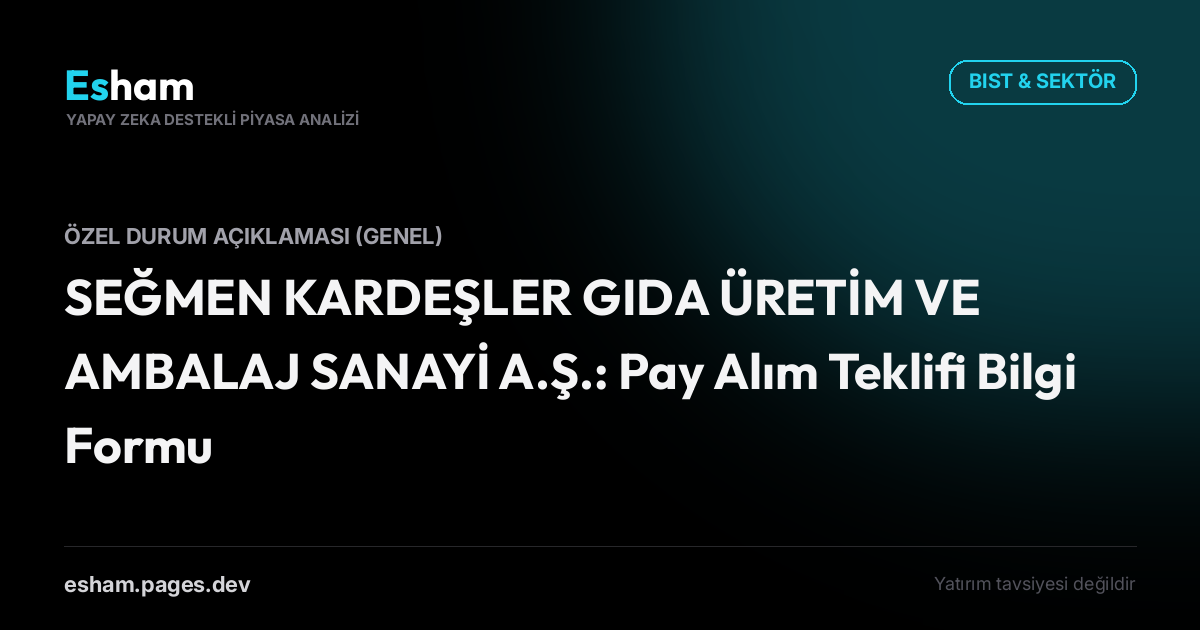 Esham
BIST & SEKTÖR
YAPAY ZEKA DESTEKLİ PİYASA ANALİZİ
ÖZEL DURUM AÇIKLAMASI (GENEL)
SEĞMEN KARDEŞLER GIDA ÜRETİM VE
AMBALAJ SANAYİ A.Ş.: Pay Alım Teklifi Bilgi
Formu
esham.pages.dev
Yatırım tavsiyesi değildir